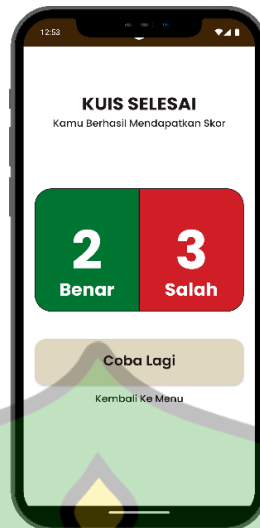 12:53
KUIS SELESAI
Kamu Berhasil Mendapatkan Skor
2 3
Benar Salah
Coba Lagi
Kembali Ke Menu